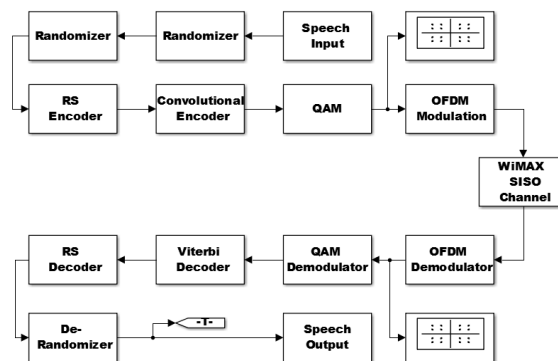 Randomizer
Randomizer
Speech
Input
RS
Encoder
Convolutional
Encoder
QAM
OFDM
Modulation
WiMAX
SISO
Channel
RS
Decoder
Viterbi
Decoder
QAM
Demodulator
OFDM
Demodulator
De-
Randomizer
-T-
Speech
Output